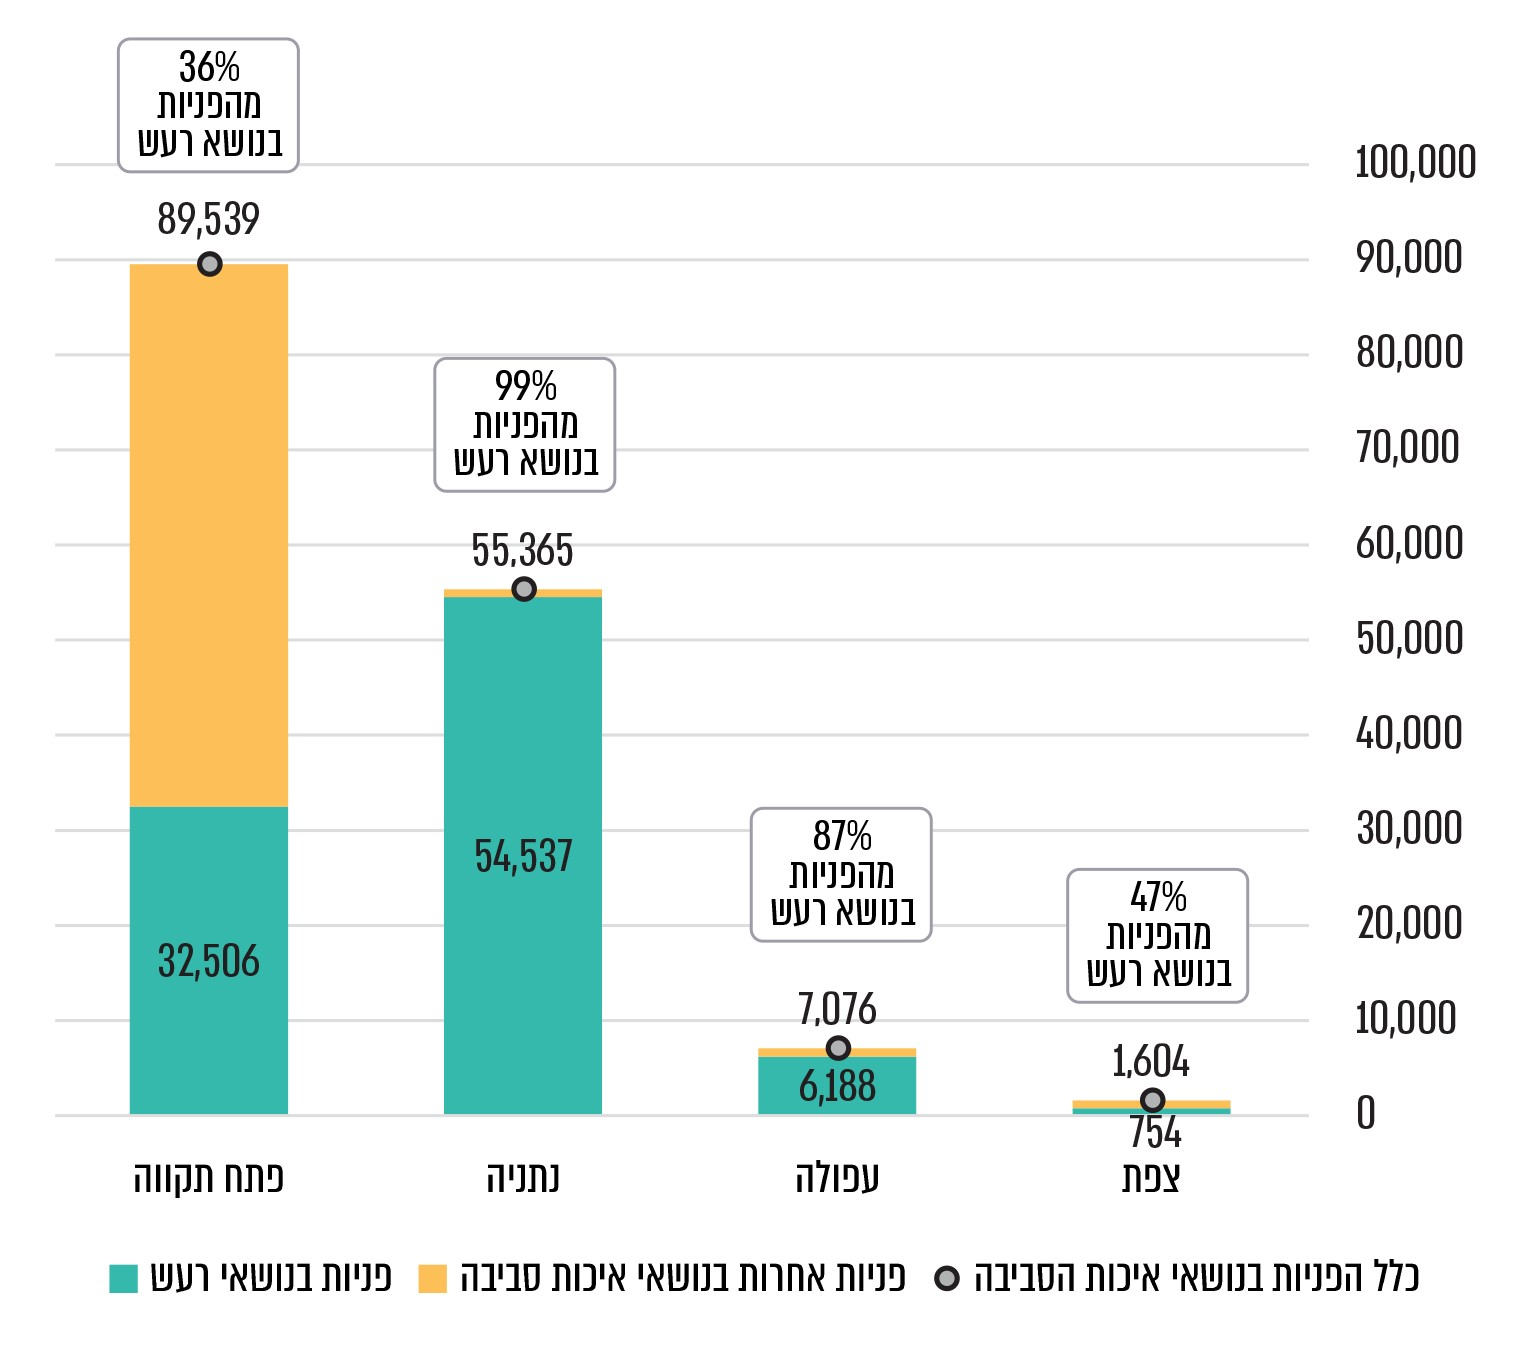 36%
מהפניות
בנושא רעש
100,000
89,539
90,000
80,000
99%
מהפניות
בנושא רעש
70,000
55,365
60,000
50,000
40,000
54,537
87%
מהפניות
בנושא רעש
30,000
47%
מהפניות
בנושא רעש
20,000
32,506
7,076
10,000
1,604
6,188
754
0
צפת
עפולה
נתניה
פתח תקווה
כלל הפניות בנושאי איכות הסביבה
פניות אחרות בנושאי איכות סביבה
פניות בנושאי רעש